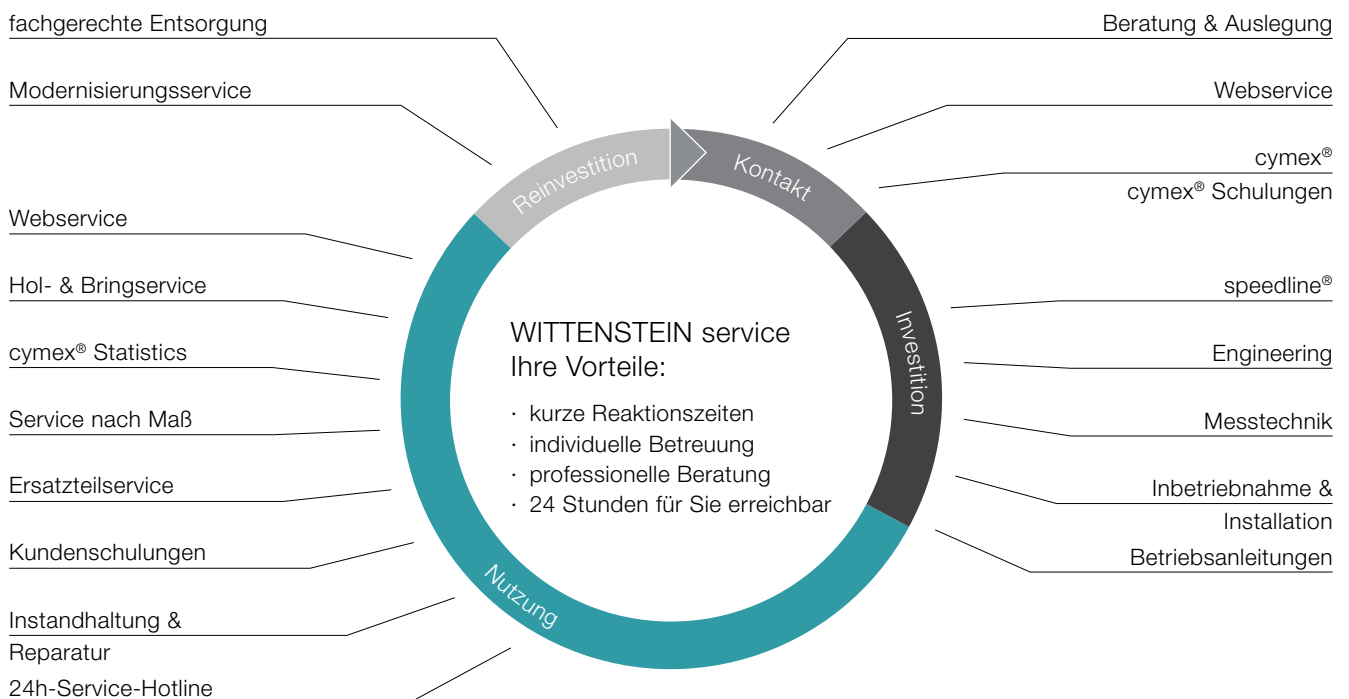 fachgerechte Entsorgung
Modernisierungsservice
Webservice
Hol- & Bringservice
cymex® Statistics
Service nach Maß
Ersatzteilservice
Kundenschulungen
Instandhaltung &
Reparatur
24h-Service-Hotline
Reinvestition
Kontakt
Investition
Nutzung
WITTENSTEIN service
Ihre Vorteile:
· kurze Reaktionszeiten
· individuelle Betreuung
· professionelle Beratung
· 24 Stunden für Sie erreichbar
Beratung & Auslegung
Webservice
cymex®
cymex® Schulungen
speedline®
Engineering
Messtechnik
Inbetriebnahme &
Installation
Betriebsanleitungen